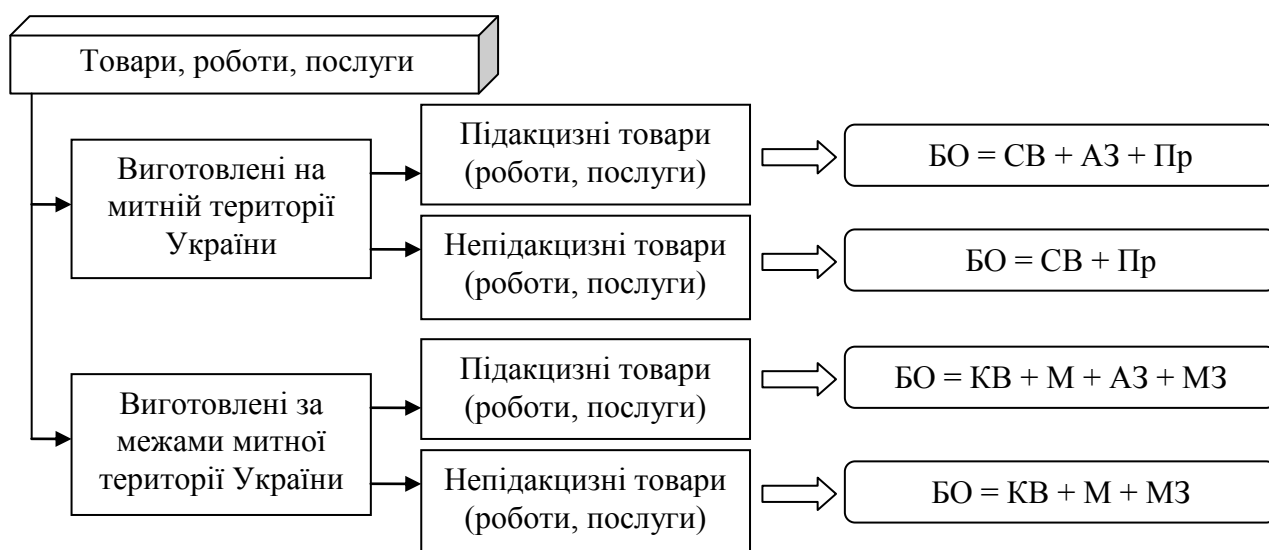 Товари, роботи, послуги
Виготовлені на
митній території
України
Підакцизні товари
(роботи, послуги)
БО = СВ + АЗ + Пр
Непідакцизні товари
(роботи, послуги)
БО = СВ + Пр
Виготовлені за
межами митної
території України
Підакцизні товари
(роботи, послуги)
БО = КВ + М + АЗ + МЗ
Непідакцизні товари
(роботи, послуги)
БО = КВ + М + МЗ